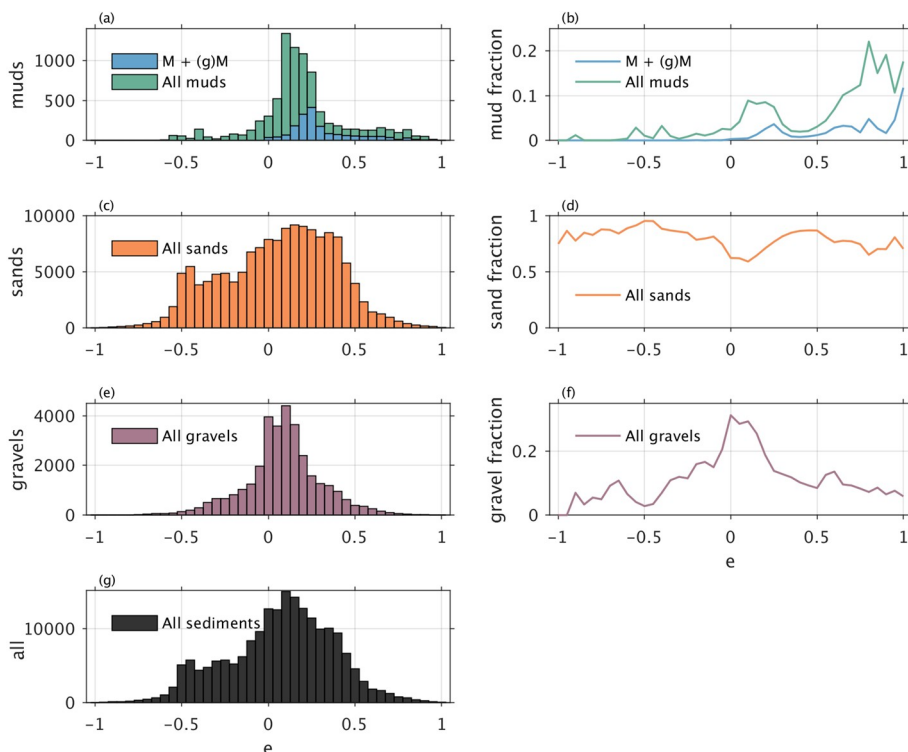 (a)
muds
1000
500
0
M + (g)M
All muds
−1 −0.5 0 0.5 1
(b)
mud fraction
0.2
0.1
0
M + (g)M
All muds
−1 −0.5 0 0.5 1
(c)
sands
10000
5000
0
All sands
−1 −0.5 0 0.5 1
(d)
sand fraction
1
0.5
0
All sands
−1 −0.5 0 0.5 1
(e)
gravels
4000
2000
0
All gravels
−1 −0.5 0 0.5 1
(f)
gravel fraction
0.2
0
All gravels
−1 −0.5 0 0.5 1
e
(g)
all
10000
0
All sediments
−1 −0.5 0 0.5 1
e